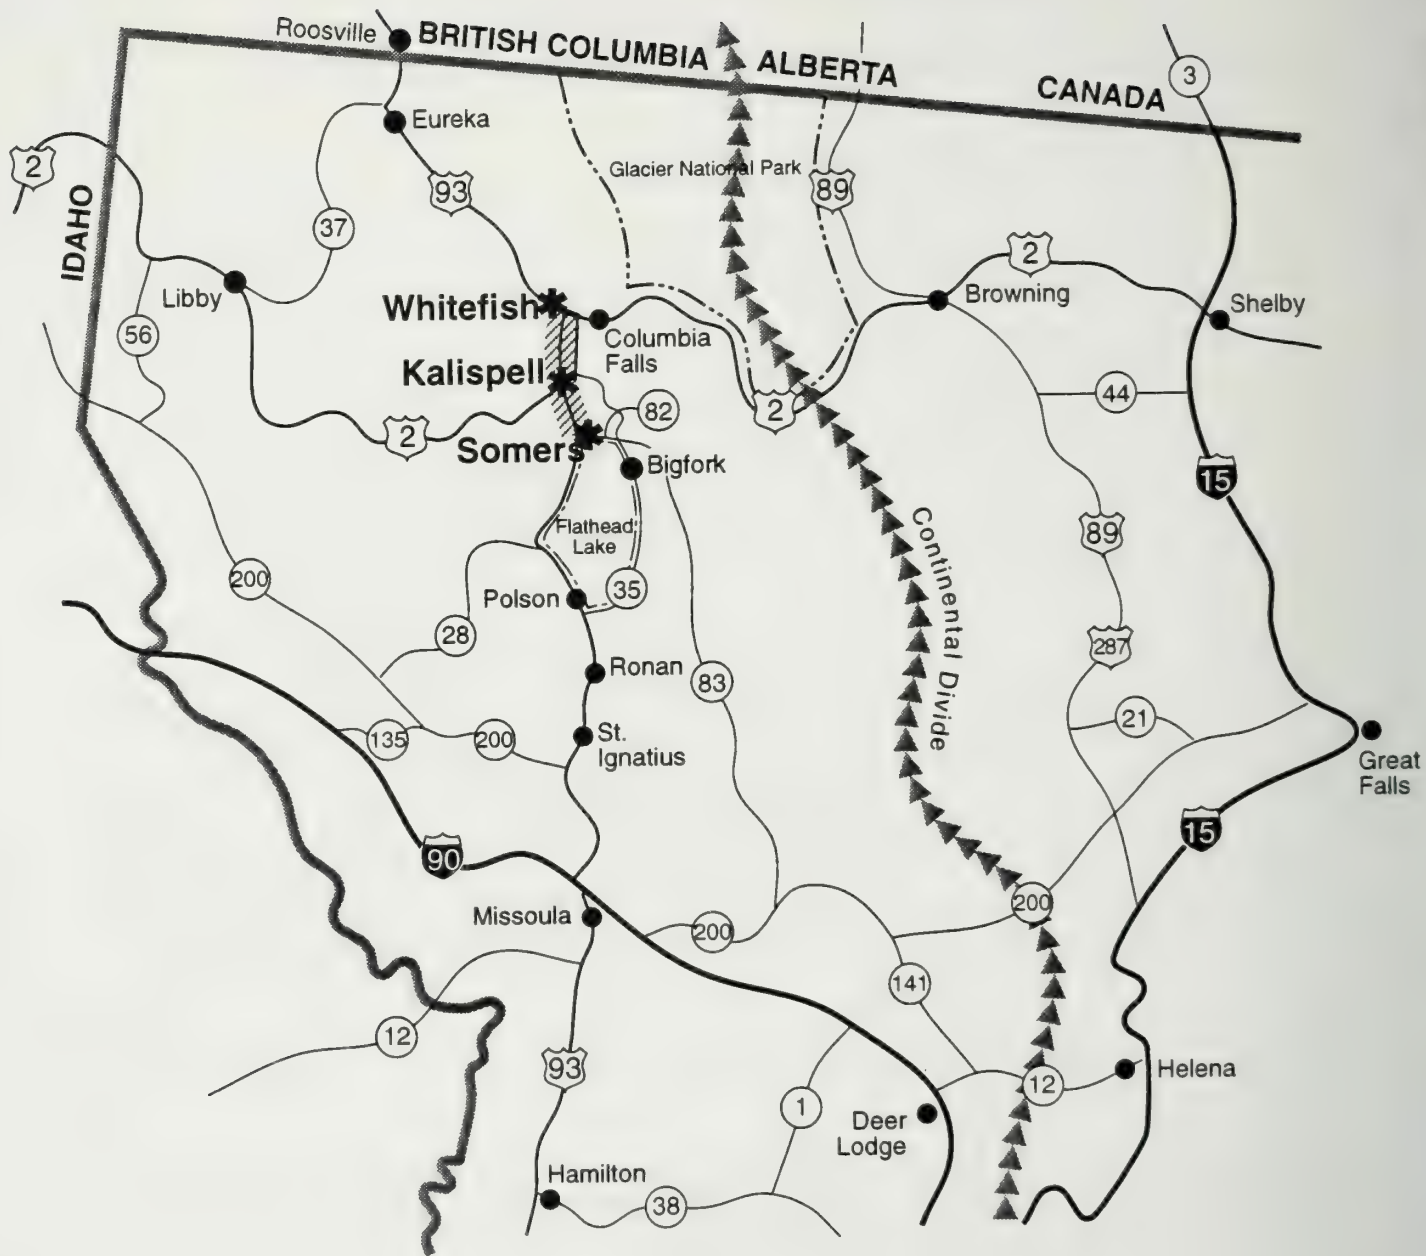 Roosville
BRITISH COLUMBIA
ALBERTA
CANADA
3
Eureka
2
IDAHO
93
Glacier National Park
89
37
2
Libby
Whitefish
Columbia
Falls
Browning
Shelby
56
Kalispell
82
2
44
2
Somers
Bigfork
15
Flathead
Lake
Continental Divide
89
200
Polson
35
28
287
Ronan
83
135
200
St.
Ignatius
21
Great
Falls
90
15
Missoula
200
200
141
12
93
12
Helena
1
Deer
Lodge
Hamilton
38